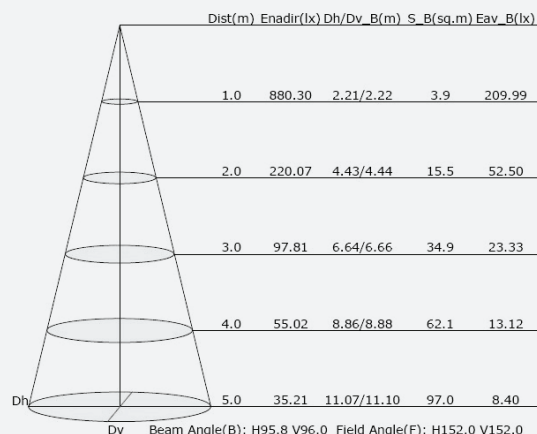 Dist(m) Enadir(lx) Dh/Dv_B(m) S_B(sq.m) Eav_B(lx)
1.0 880.30 2.21/2.22 3.9 209.99
2.0 220.07 4.43/4.44 15.5 52.50
3.0 97.81 6.64/6.66 34.9 23.33
4.0 55.02 8.86/8.88 62.1 13.12
Dh 5.0 35.21 11.07/11.10 97.0 8.40
Dv Beam Angle(B): H95.8 V96.0 Field Angle(F): H152.0 V152.0